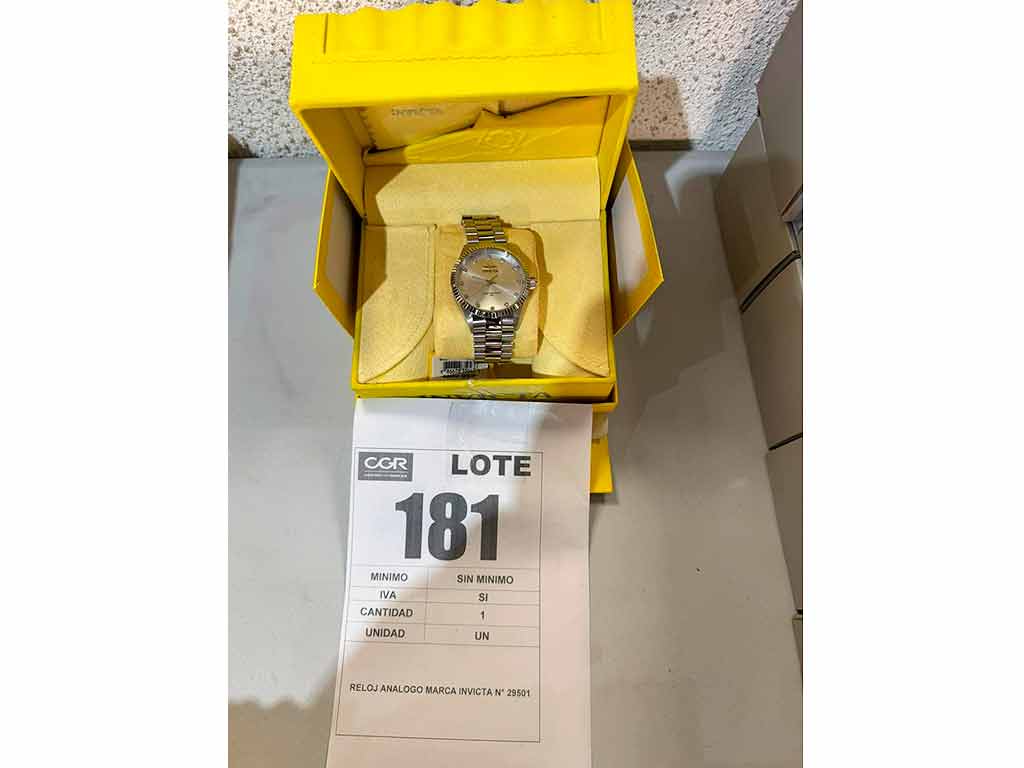 CGR
LOTE
181
MINIMO SIN MINIMO
IVA SI
CANTIDAD 1
UNIDAD UN
RELOJ ANALOGO MARCA INVICTA N° 29501